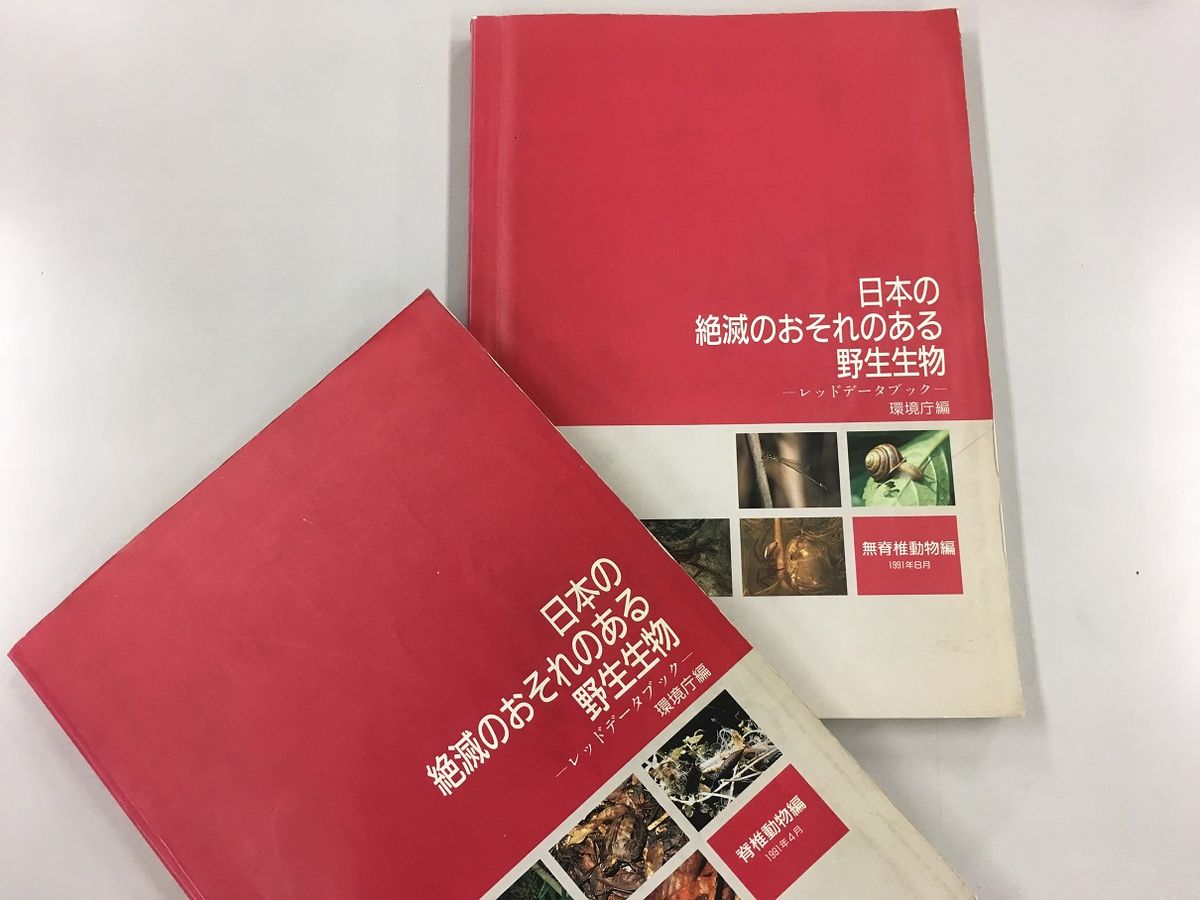 日本の
絶滅のおそれのある
野生生物
―レッドデータブック―
環境庁編
無脊椎動物編
1991年8月
日本の
絶滅のおそれのある
野生生物
―レッドデータブック―
環境庁編
脊椎動物編
1991年4月